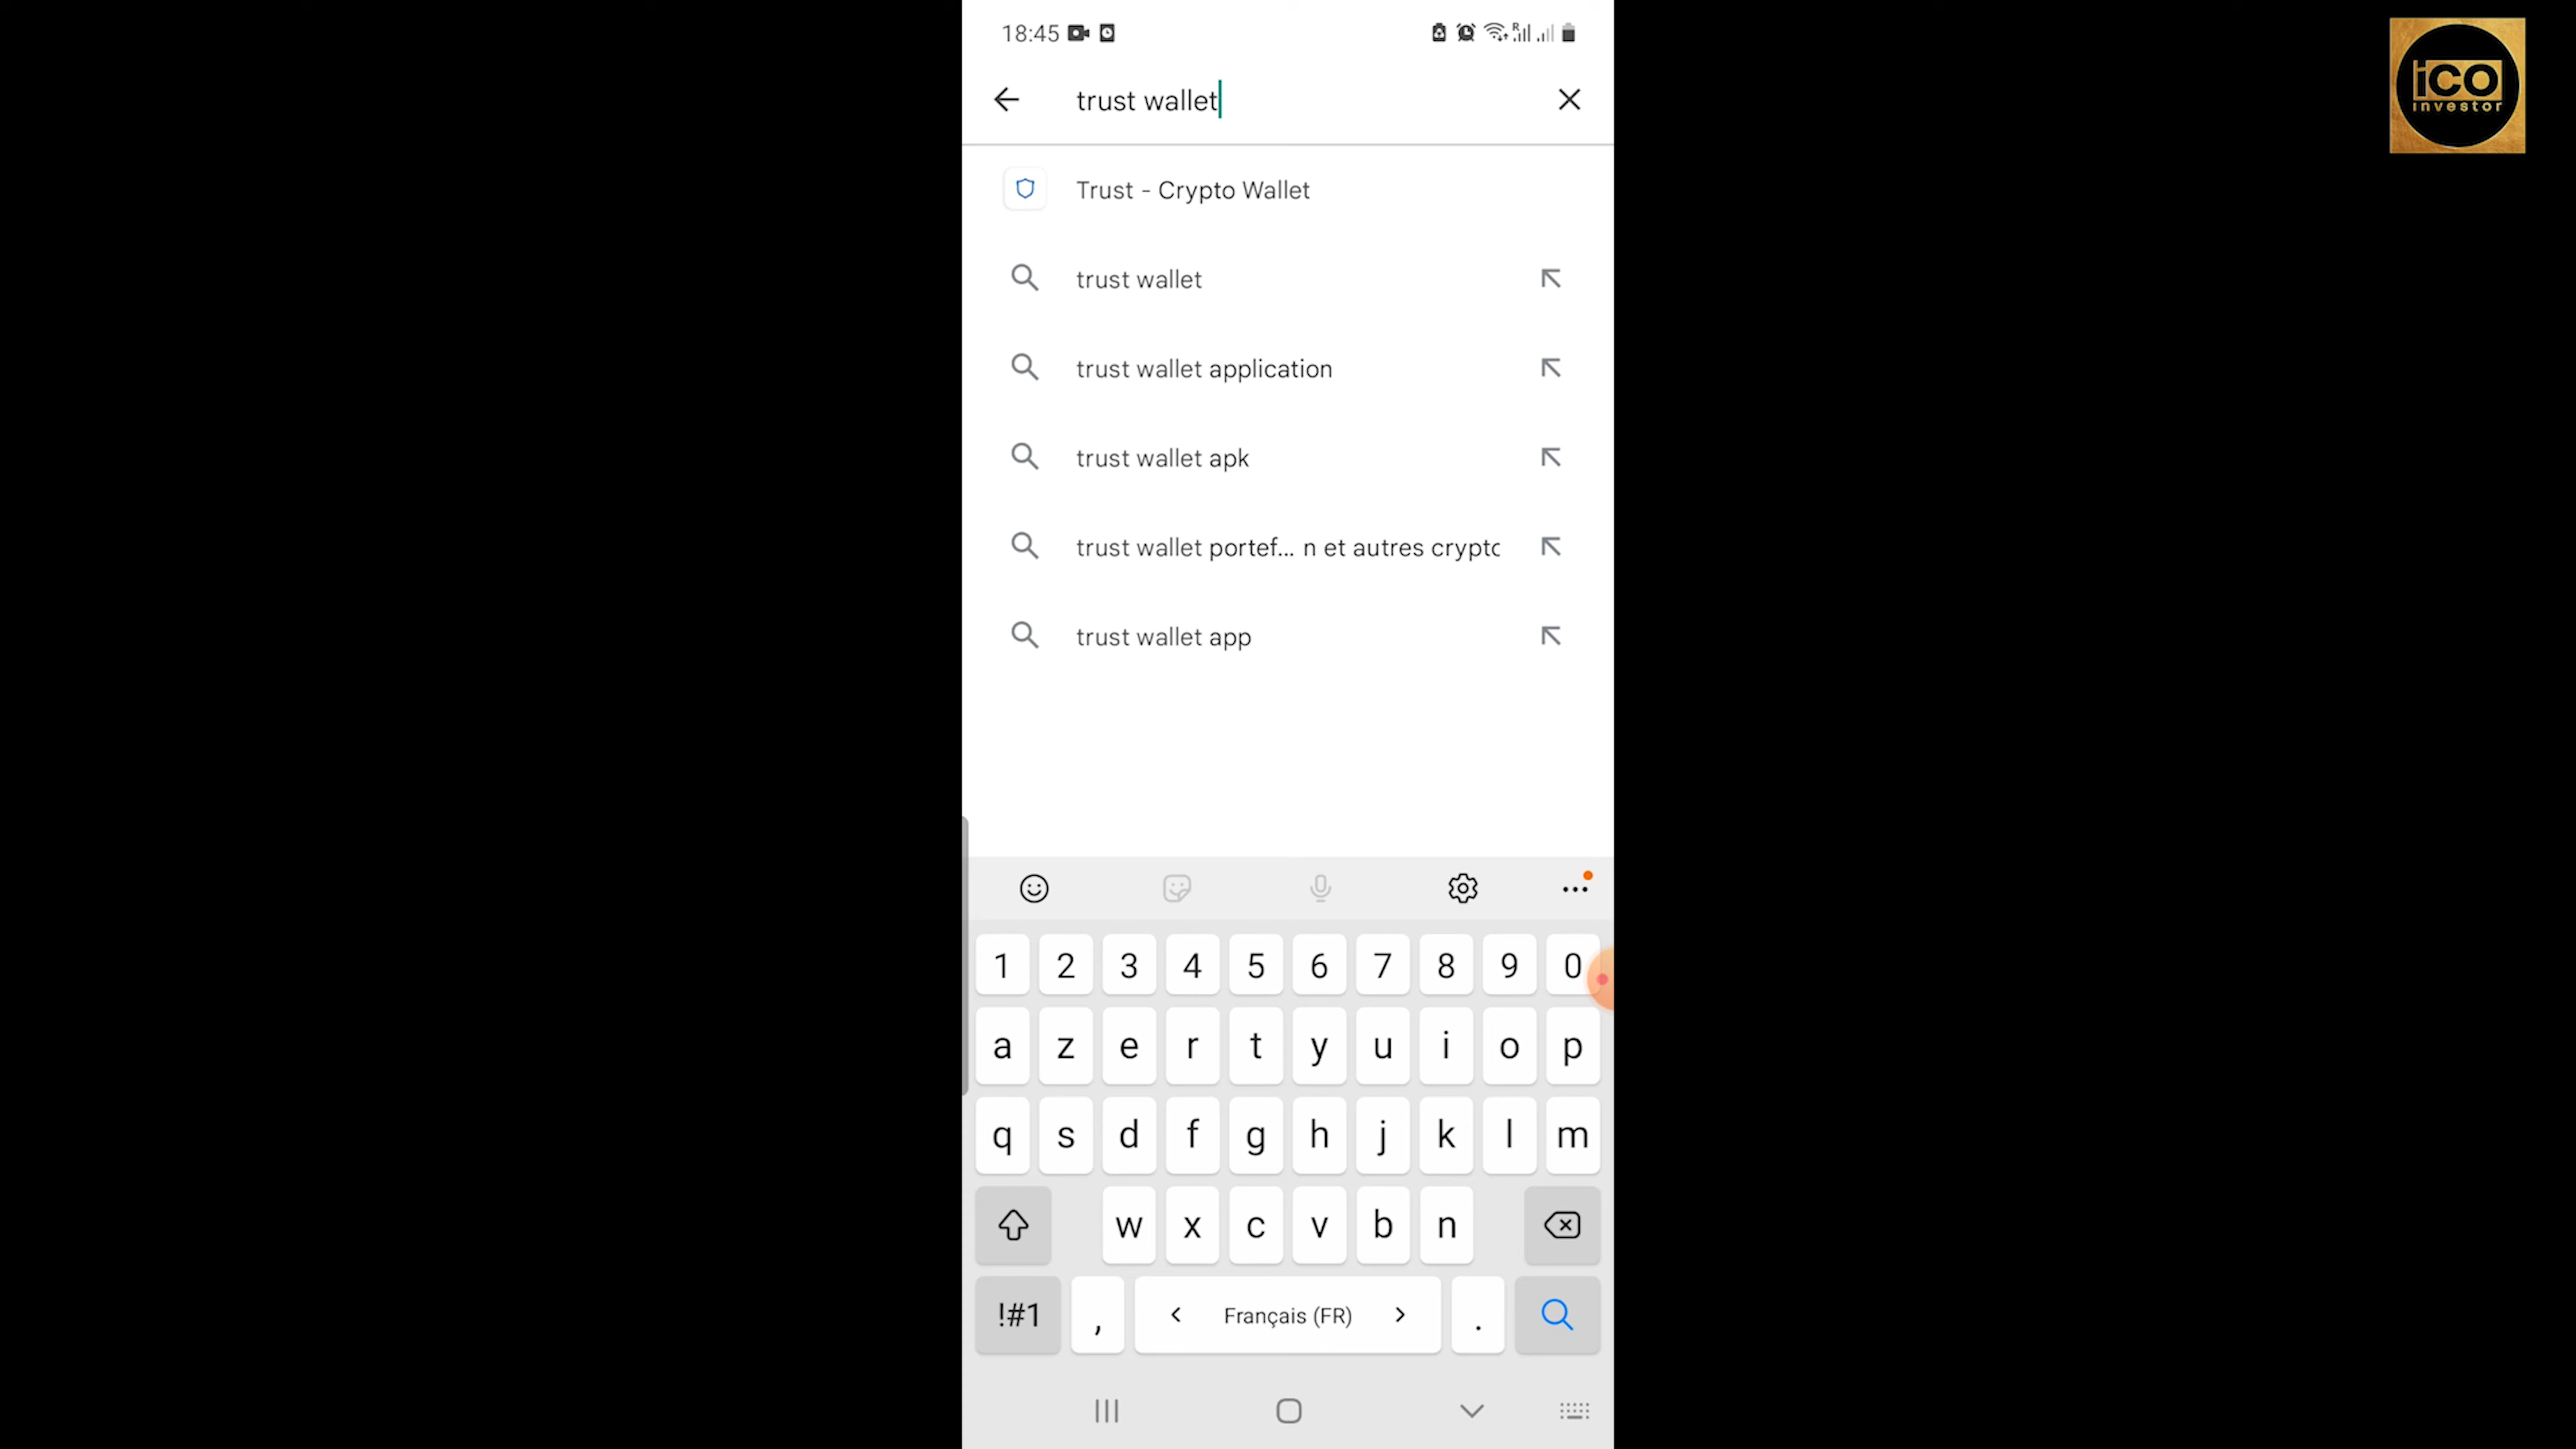 18:45
iCO
investor
trust wallet
Trust - Crypto Wallet
trust wallet
trust wallet application
trust wallet apk
trust wallet portef... n et autres crypto
trust wallet app
1 2 3 4 5 6 7 8 9 0
a z e r t y u i o p
q s d f g h j k l m
w x c v b n
!#1 , < Français (FR) > .